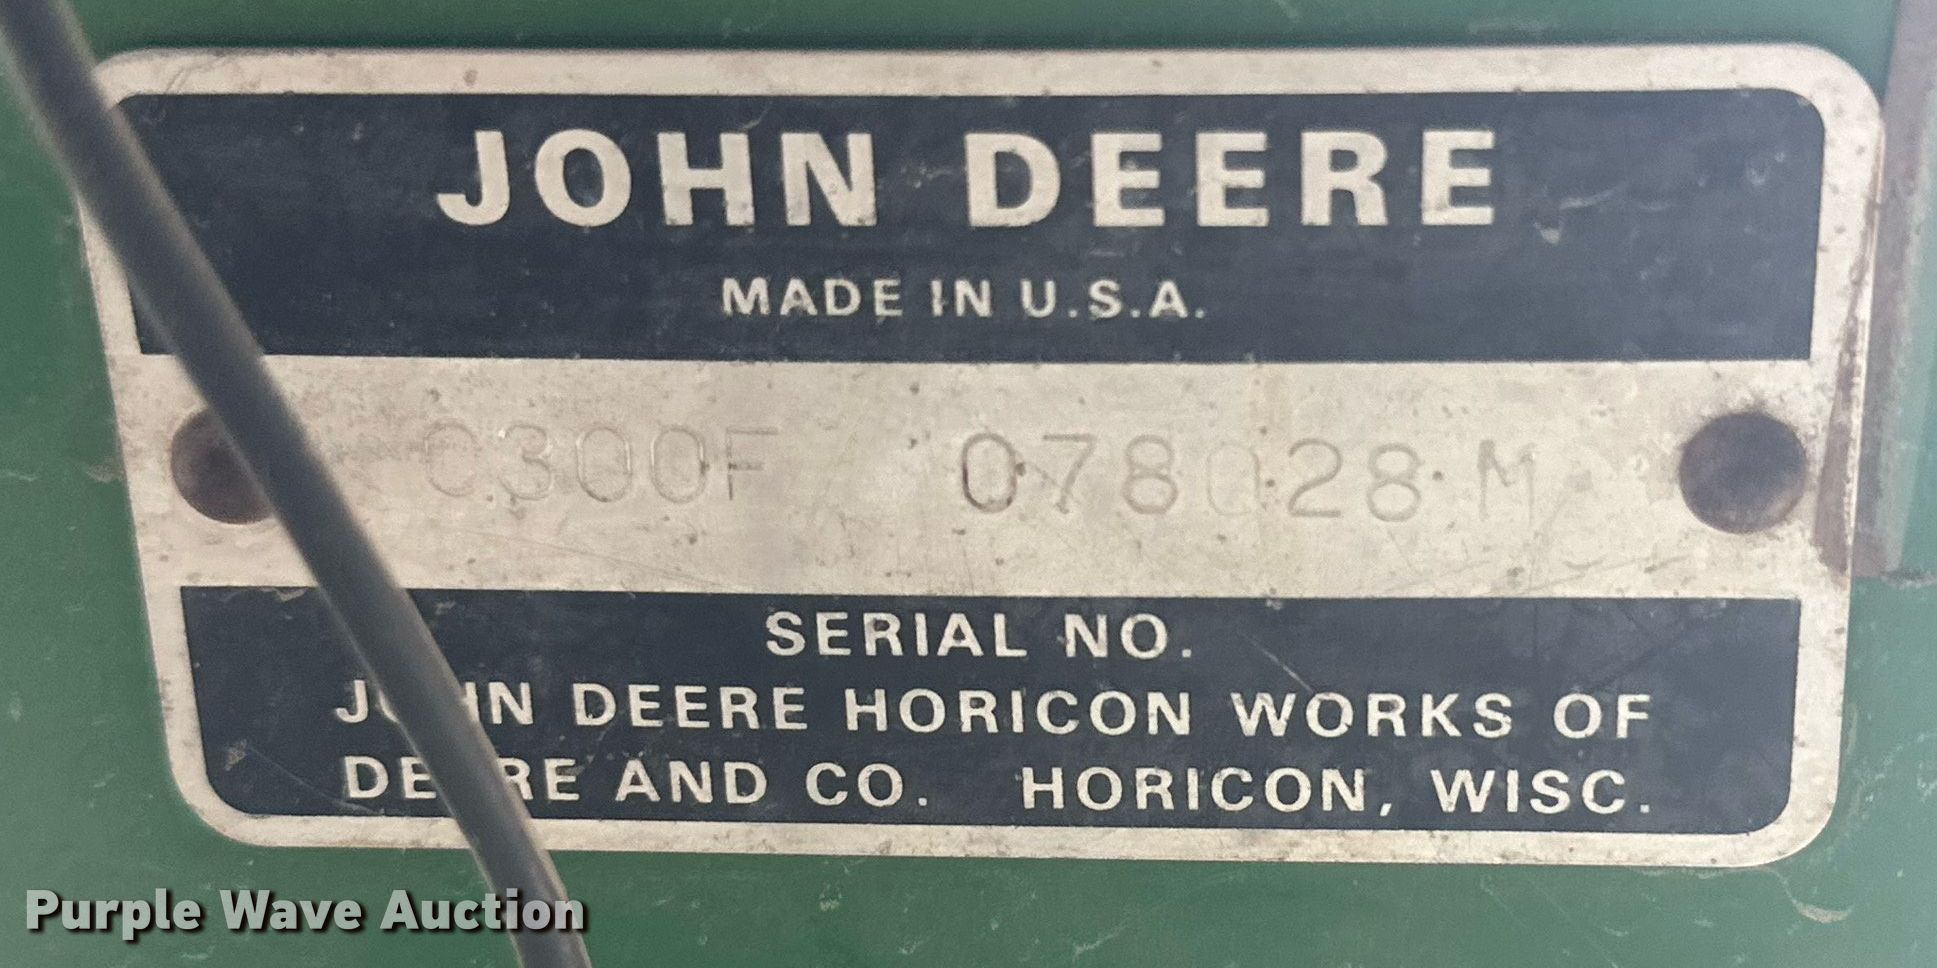 JOHN DEERE
MADE IN U.S.A.
C300F 078028 M
SERIAL NO.
JOHN DEERE HORICON WORKS OF
DEERE AND CO. HORICON, WISC.
Purple Wave Auction